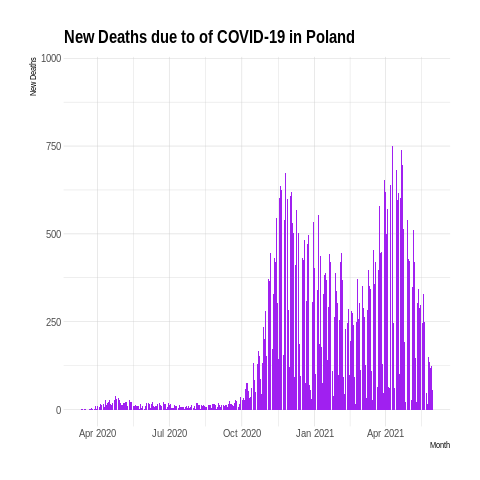 New Deaths due to of COVID-19 in Poland
New Deaths
1000
750
500
250
0
Apr 2020 Jul 2020 Oct 2020 Jan 2021 Apr 2021
Month